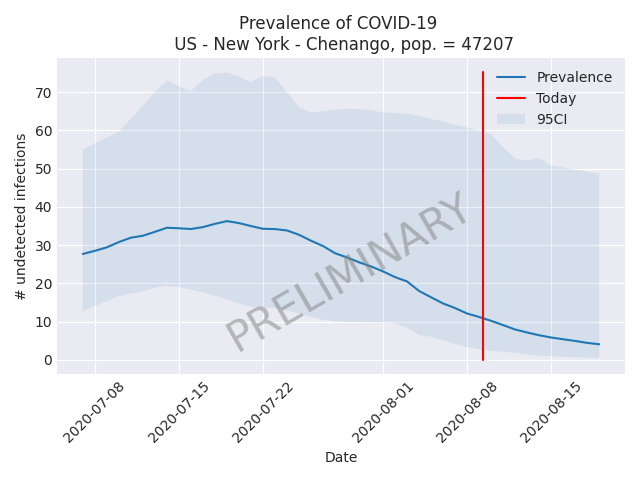 Prevalence of COVID-19
US - New York - Chenango, pop. = 47207
Prevalence
Today
95CI
PRELIMINARY
# undetected infections
70
60
50
40
30
20
10
0
2020-07-08
2020-07-15
2020-07-22
2020-08-01
2020-08-08
2020-08-15
Date